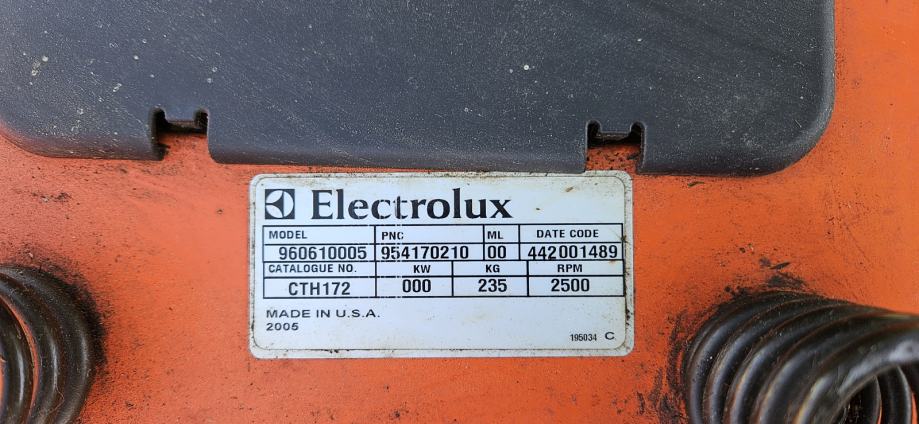 Electrolux
MODEL PNC ML DATE CODE
960610005 954170210 00 442001489
CATALOGUE NO. KW KG RPM
CTH172 000 235 2500
MADE IN U.S.A.
2005
195034 C